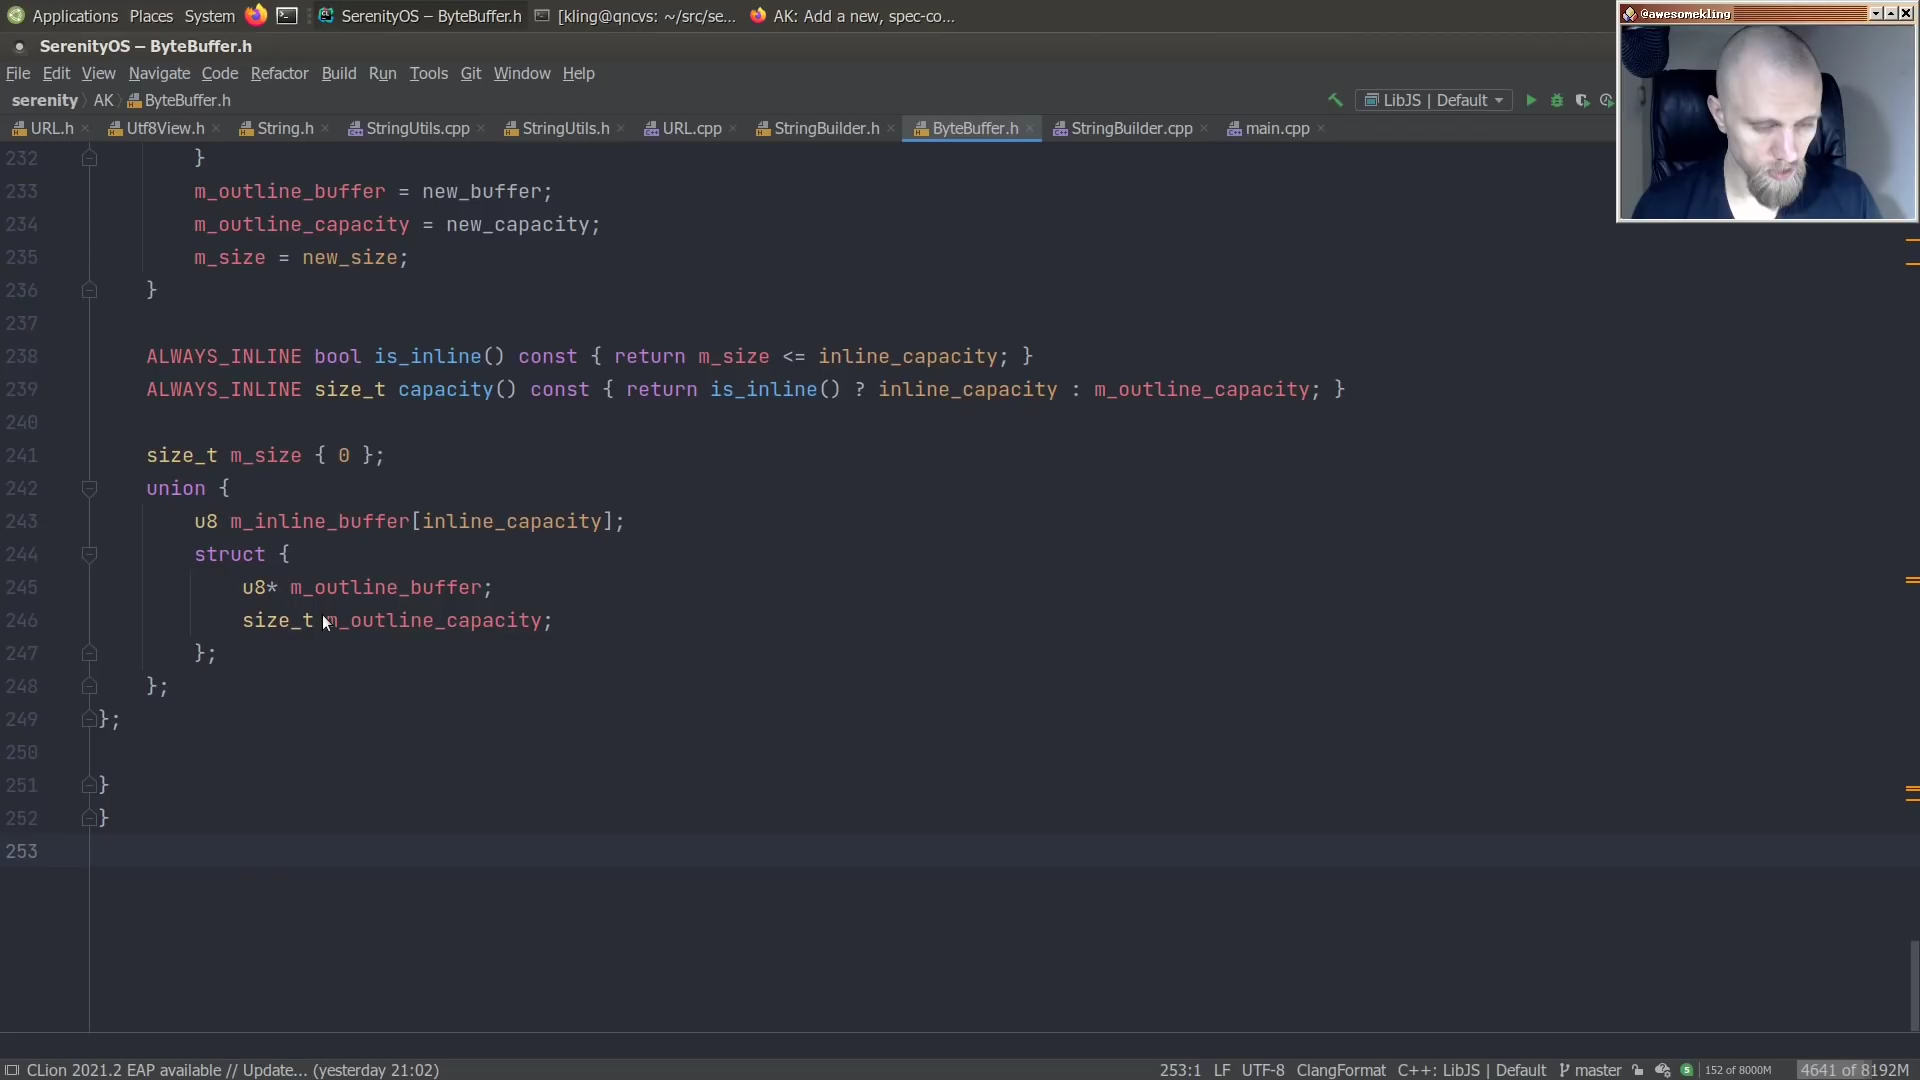 Applications Places System SerenityOS – ByteBuffer.h [kling@qncvs: ~/src/se... AK: Add a new, spec-co...
@awesomekling
SerenityOS – ByteBuffer.h
File Edit View Navigate Code Refactor Build Run Tools Git Window Help
serenity AK ByteBuffer.h LibJS | Default
URL.h Utf8View.h String.h StringUtils.cpp StringUtils.h URL.cpp StringBuilder.h ByteBuffer.h StringBuilder.cpp main.cpp
232 }
233 m_outline_buffer = new_buffer;
234 m_outline_capacity = new_capacity;
235 m_size = new_size;
236 }
237
238 ALWAYS_INLINE bool is_inline() const { return m_size <= inline_capacity; }
239 ALWAYS_INLINE size_t capacity() const { return is_inline() ? inline_capacity : m_outline_capacity; }
240
241 size_t m_size { 0 };
242 union {
243 u8 m_inline_buffer[inline_capacity];
244 struct {
245 u8* m_outline_buffer;
246 size_t m_outline_capacity;
247 };
248 };
249 };
250
251 }
252 }
253
CLion 2021.2 EAP available // Update... (yesterday 21:02) 253:1 LF UTF-8 ClangFormat C++: LibJS | Default master 152 of 8000M 4641 of 8192M